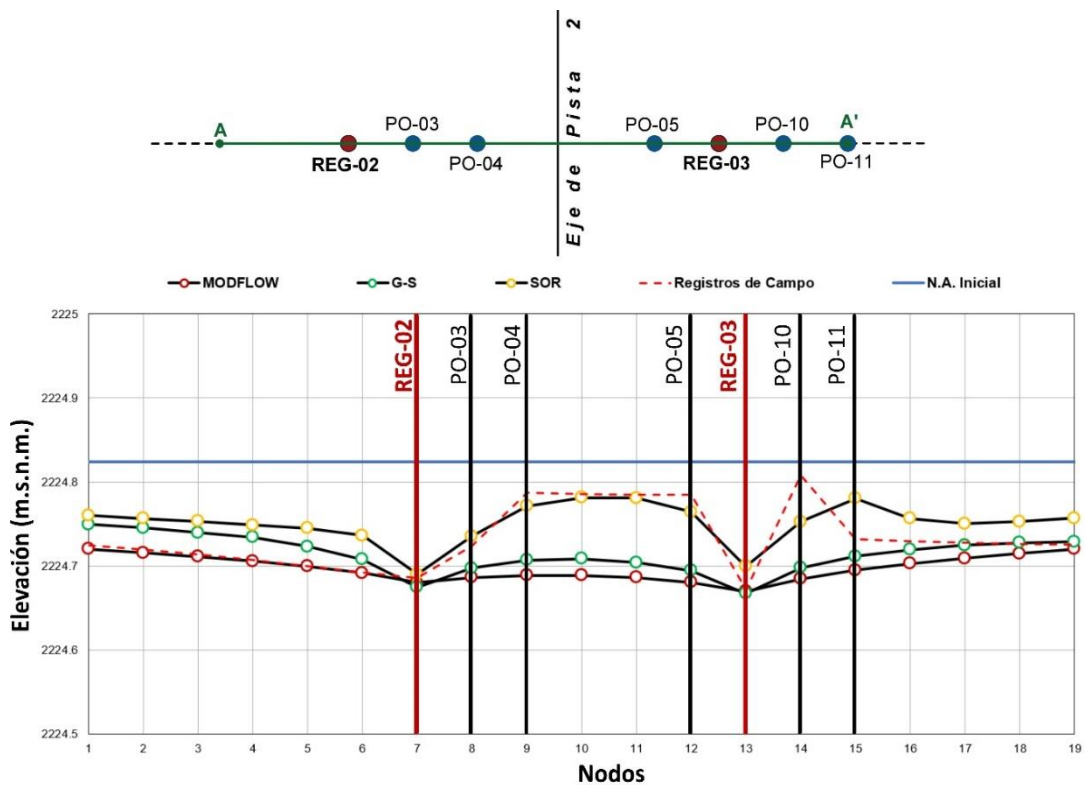 Eje de Pista 2
A
REG-02
PO-03
PO-04
PO-05
REG-03
PO-10
A'
PO-11
MODFLOW
G-S
SOR
Registros de Campo
N.A. Inicial
Elevación (m.s.n.m.)
2225
2224.9
2224.8
2224.7
2224.6
2224.5
REG-02
PO-03
PO-04
PO-05
REG-03
PO-10
PO-11
1 2 3 4 5 6 7 8 9 10 11 12 13 14 15 16 17 18 19
Nodos